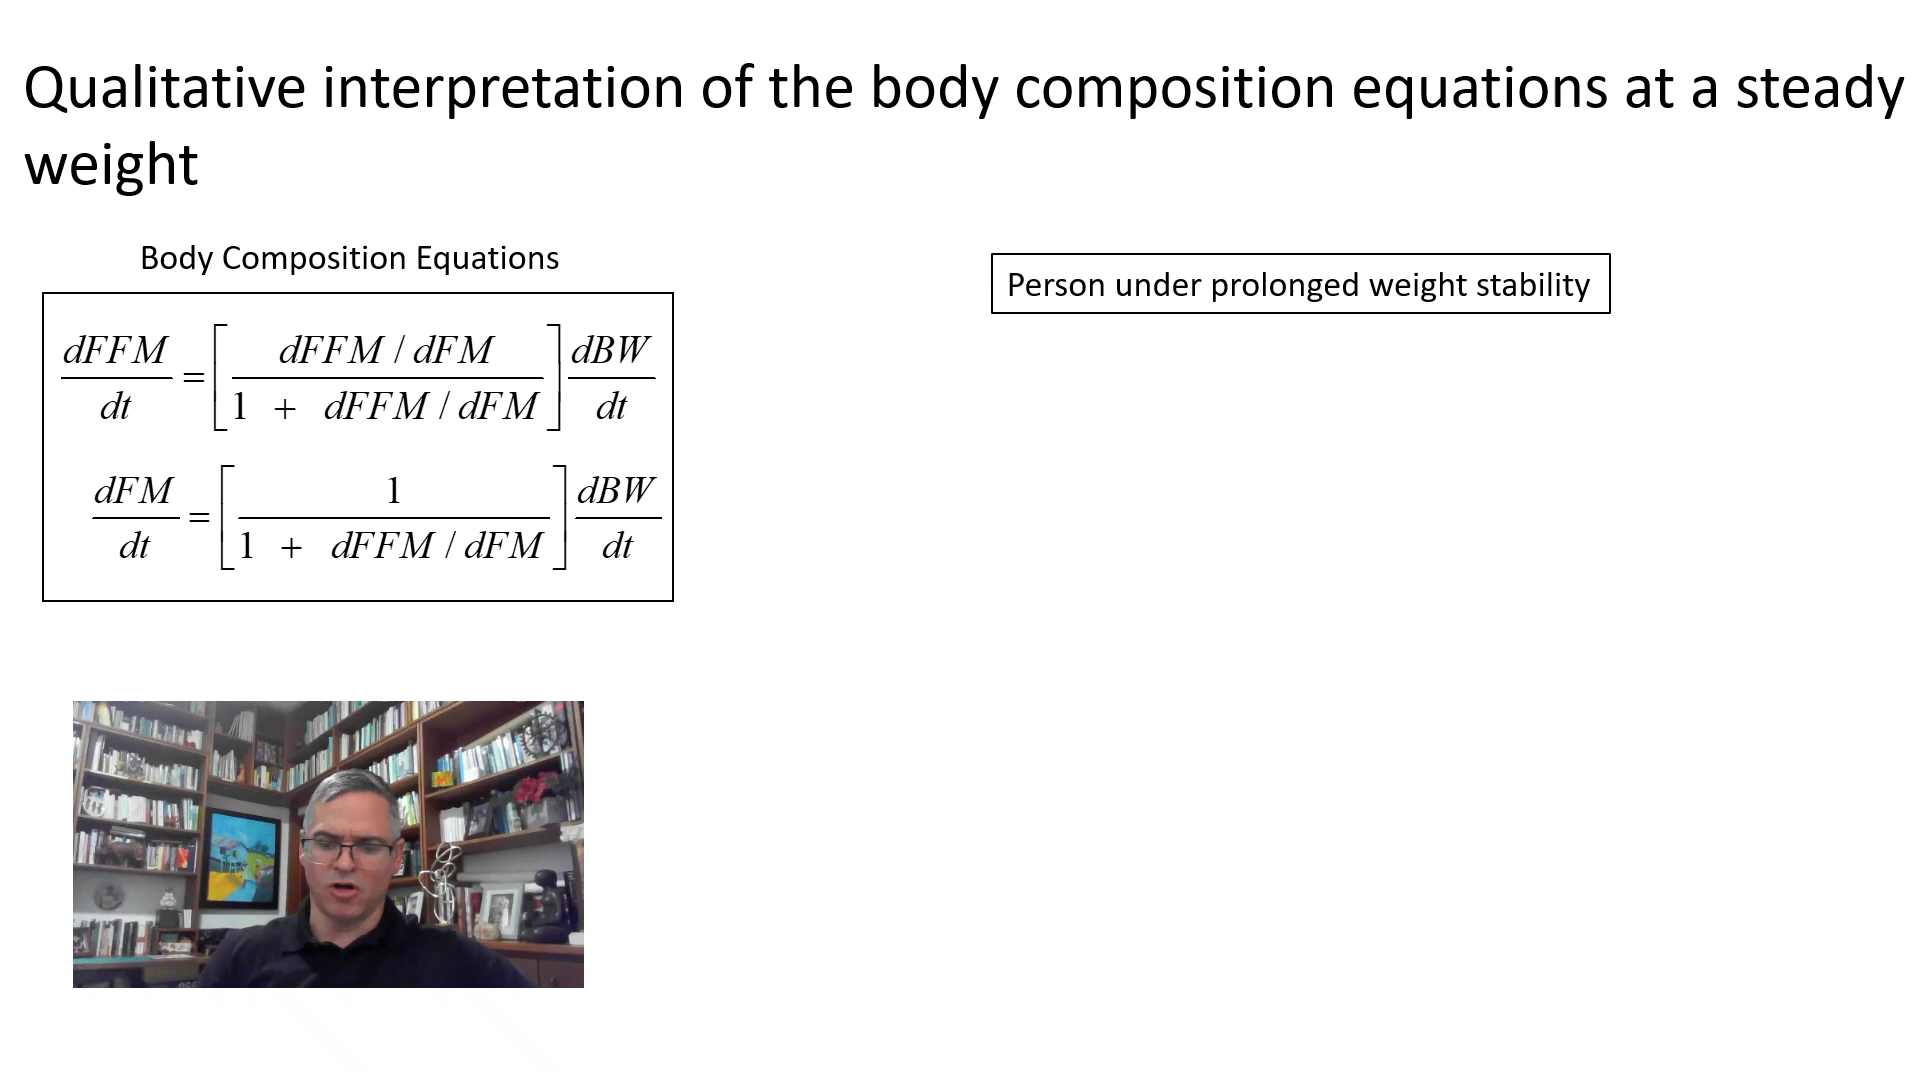 Qualitative interpretation of the body composition equations at a steady
weight
Body Composition Equations
Person under prolonged weight stability
dFFM/dt = [ (dFFM / dFM) / (1 + dFFM / dFM) ] dBW/dt
dFM/dt = [ 1 / (1 + dFFM / dFM) ] dBW/dt